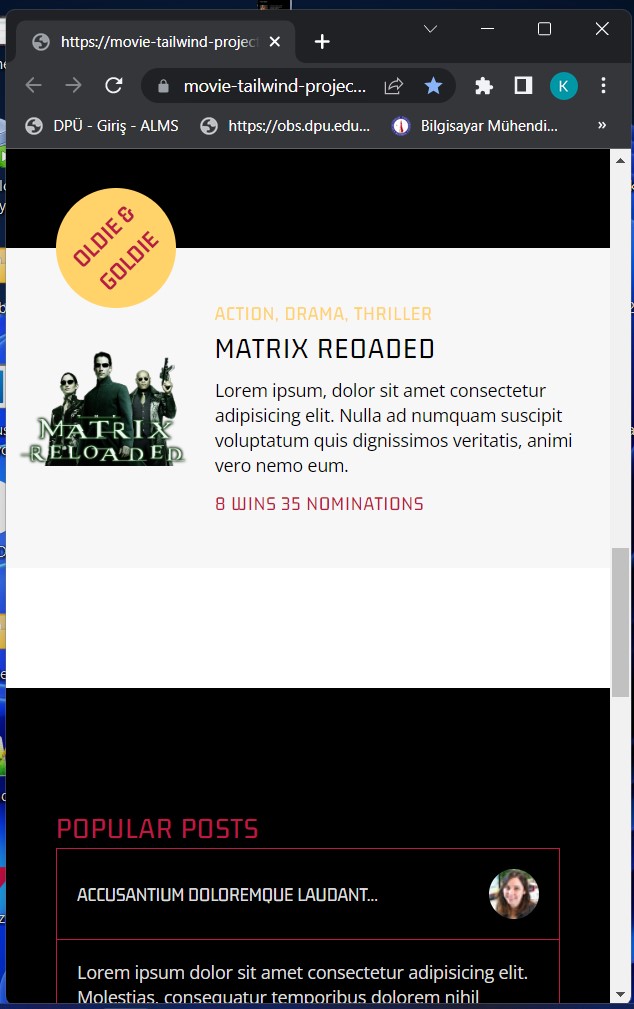 https://movie-tailwind-project
movie-tailwind-projec...
K
DPÜ - Giriş - ALMS
https://obs.dpu.edu...
Bilgisayar Mühendi...
»
OLDIE &
GOLDIE
ACTION, DRAMA, THRILLER
MATRIX REOADED
Lorem ipsum, dolor sit amet consectetur
adipisicing elit. Nulla ad numquam suscipit
voluptatum quis dignissimos veritatis, animi
vero nemo eum.
8 WINS 35 NOMINATIONS
THE
MATRIX
RELOADED
POPULAR POSTS
ACCUSANTIUM DOLOREMQUE LAUDANT...
Lorem ipsum dolor sit amet consectetur adipisicing elit.
Molestias, consequatur temporibus dolorem nihil